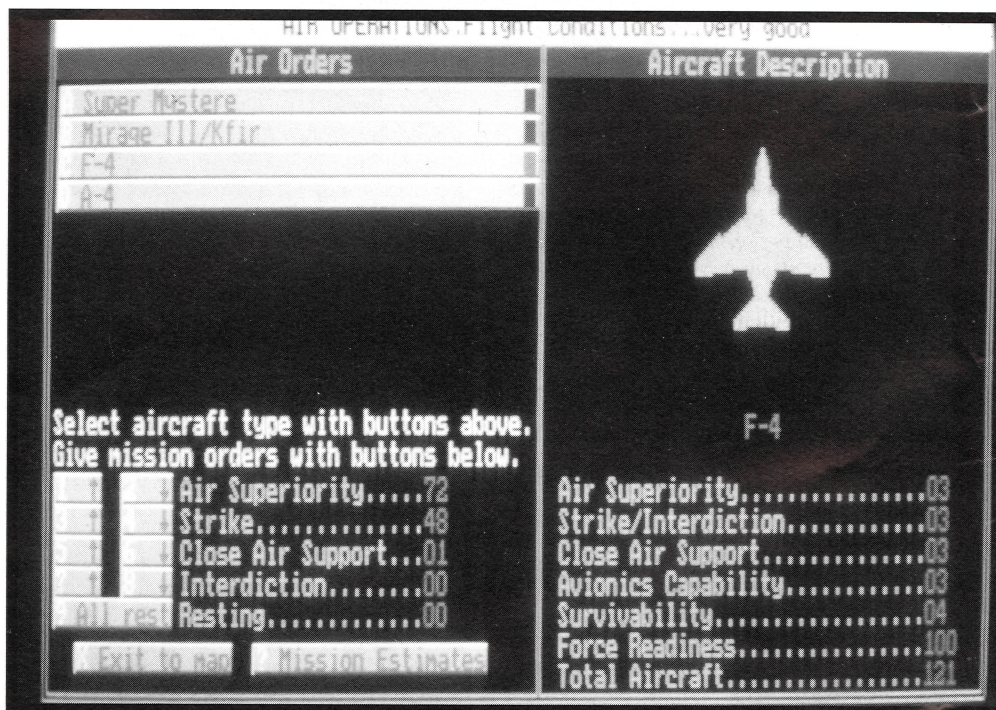 AIR OPERATIONS.Flight Conditions...Very good
Air Orders
Super Mystere
Mirage III/Kfir
F-4
A-4
Select aircraft type with buttons above.
Give mission orders with buttons below.
↑ ↓ Air Superiority.....72
↑ ↓ Strike..............48
↑ ↓ Close Air Support...01
↑ ↓ Interdiction........00
All rest Resting.............00
Exit to map Mission Estimates
Aircraft Description
F-4
Air Superiority................03
Strike/Interdiction............03
Close Air Support..............03
Avionics Capability............03
Survivability..................04
Force Readiness...............100
Total Aircraft................121